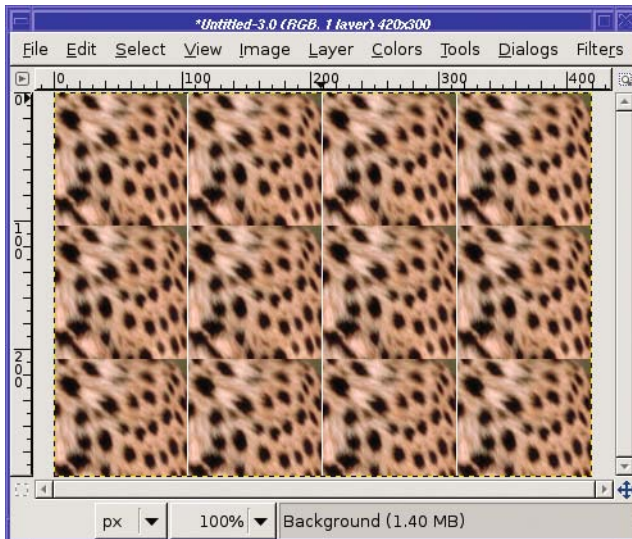 *Untitled-3.0 (RGB, 1 layer) 420x300
File Edit Select View Image Layer Colors Tools Dialogs Filters
0 100 200 300 400
0
100
200
px 100% Background (1.40 MB)